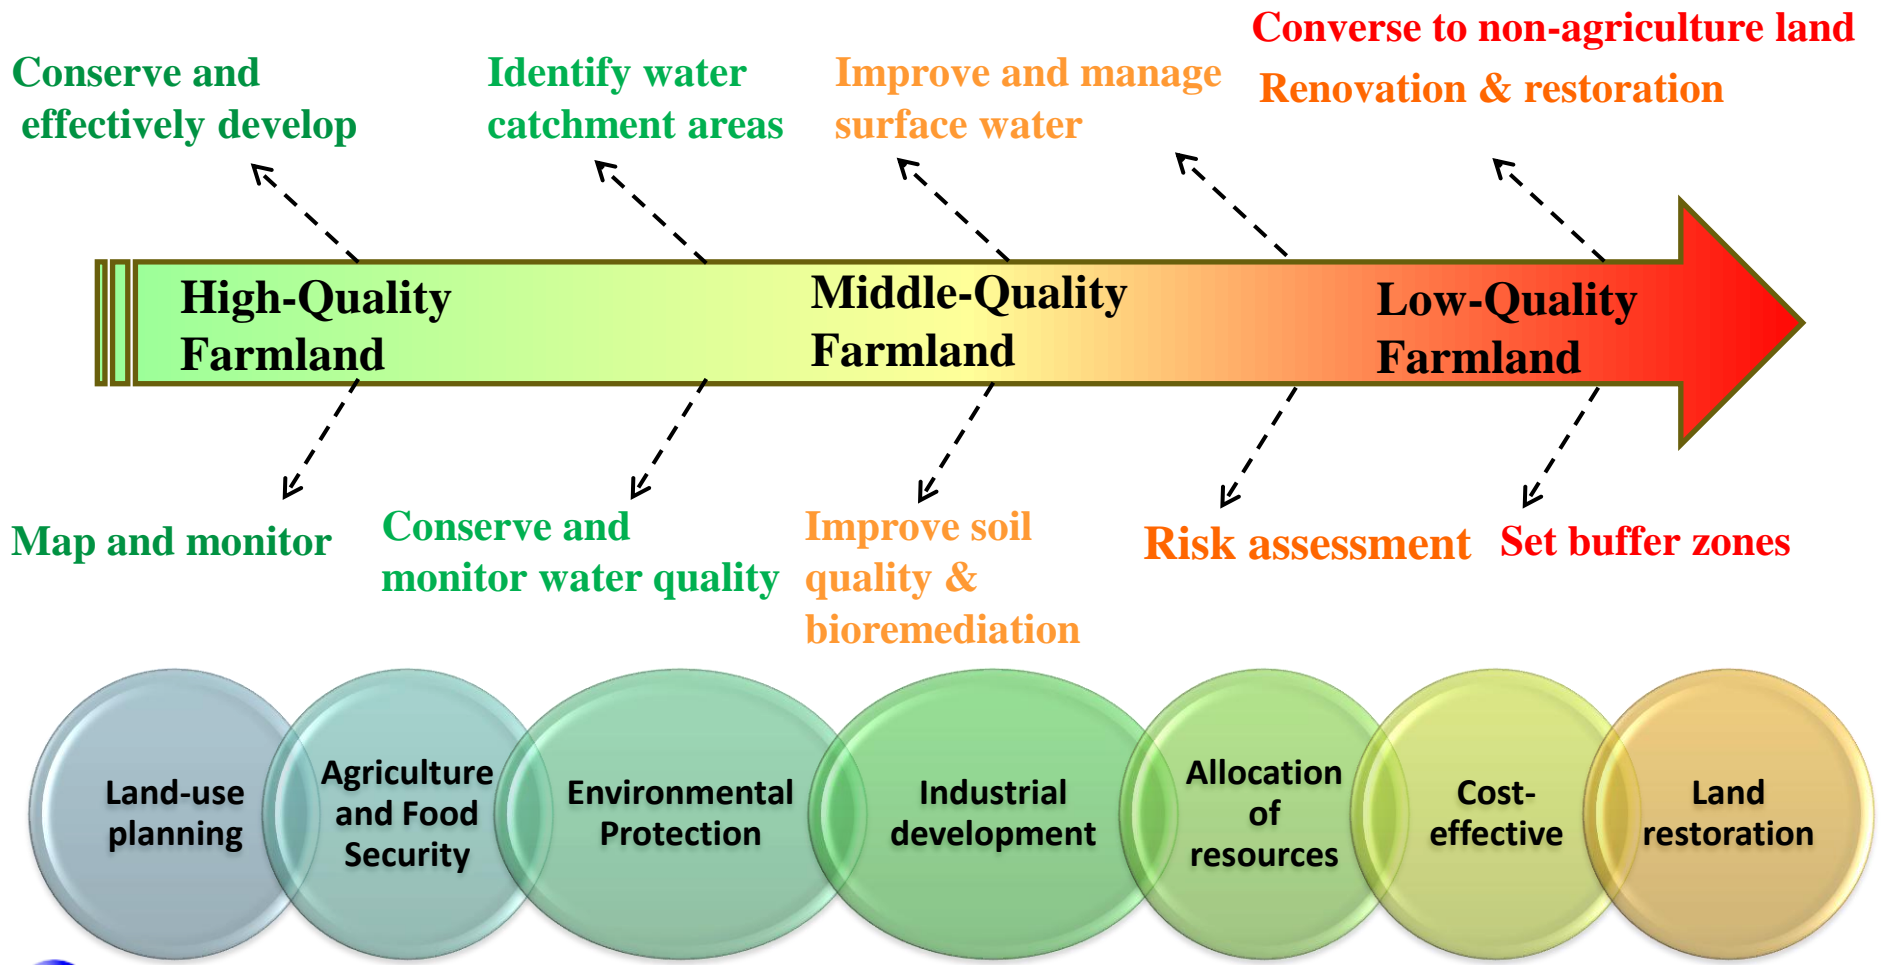 Converse to non-agriculture land
Conserve and
effectively develop
Identify water
catchment areas
Improve and manage
surface water
Renovation & restoration
High-Quality
Farmland
Middle-Quality
Farmland
Low-Quality
Farmland
Map and monitor
Conserve and
monitor water quality
Improve soil
quality &
bioremediation
Risk assessment
Set buffer zones
Land-use
planning
Agriculture
and Food
Security
Environmental
Protection
Industrial
development
Allocation
of
resources
Cost-
effective
Land
restoration